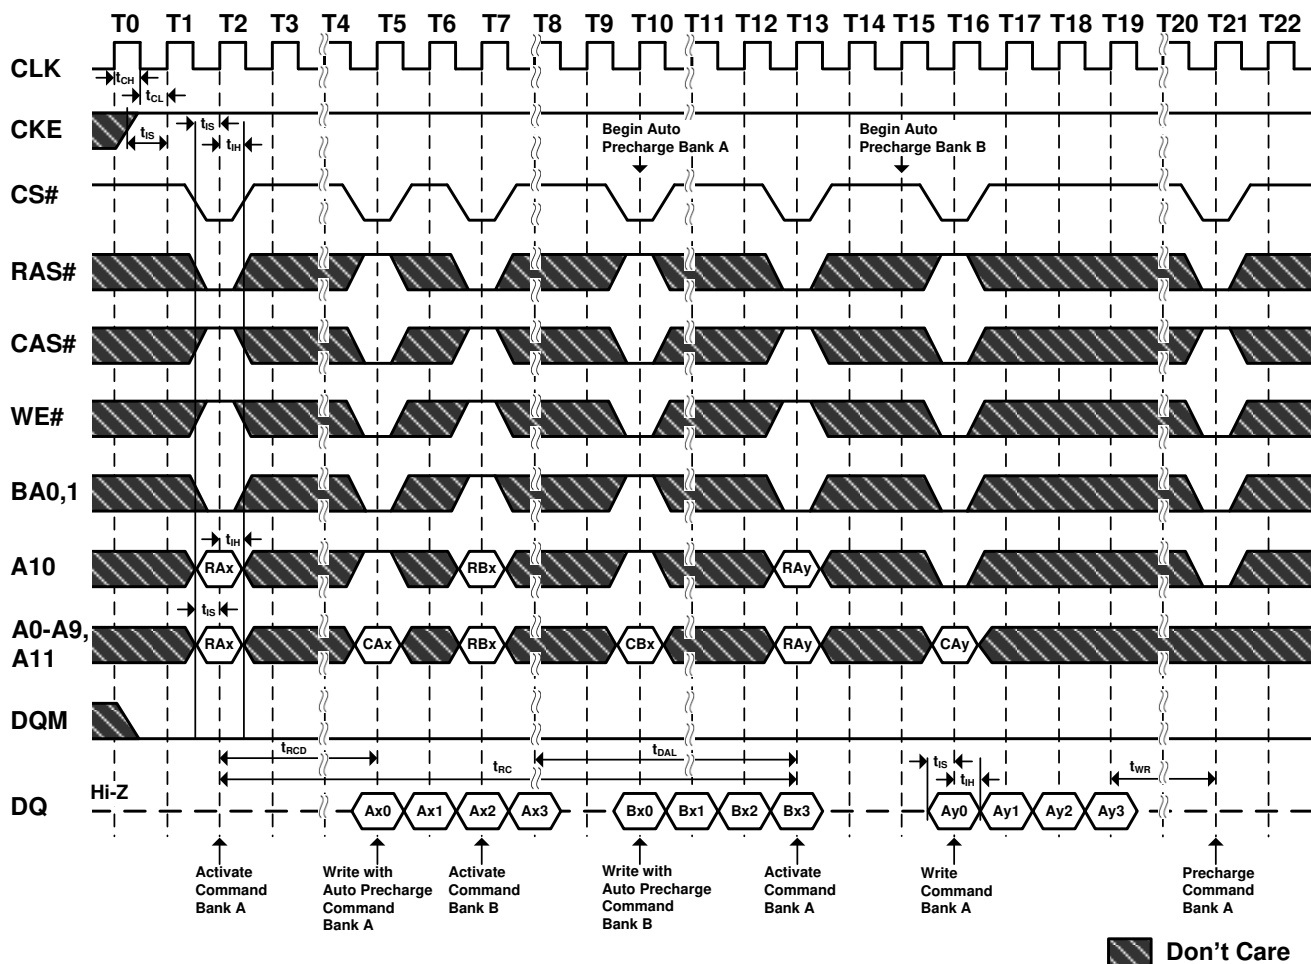 T0 T1 T2 T3 T4 T5 T6 T7 T8 T9 T10 T11 T12 T13 T14 T15 T16 T17 T18 T19 T20 T21 T22
CLK
tCH
tCL
CKE
tIS
tIS
tIH
Begin Auto
Precharge Bank A
Begin Auto
Precharge Bank B
CS#
RAS#
CAS#
WE#
BA0,1
tIH
A10
RAx RBx RAy
tIS
A0-A9,
A11
RAx CAx RBx CBx RAy CAy
DQM
tRCD
tDAL
tRC
tIS
tIH
tWR
Hi-Z
DQ
Ax0 Ax1 Ax2 Ax3 Bx0 Bx1 Bx2 Bx3 Ay0 Ay1 Ay2 Ay3
Activate
Command
Bank A
Write with
Auto Precharge
Command
Bank A
Activate
Command
Bank B
Write with
Auto Precharge
Command
Bank B
Activate
Command
Bank A
Write
Command
Bank A
Precharge
Command
Bank A
Don't Care